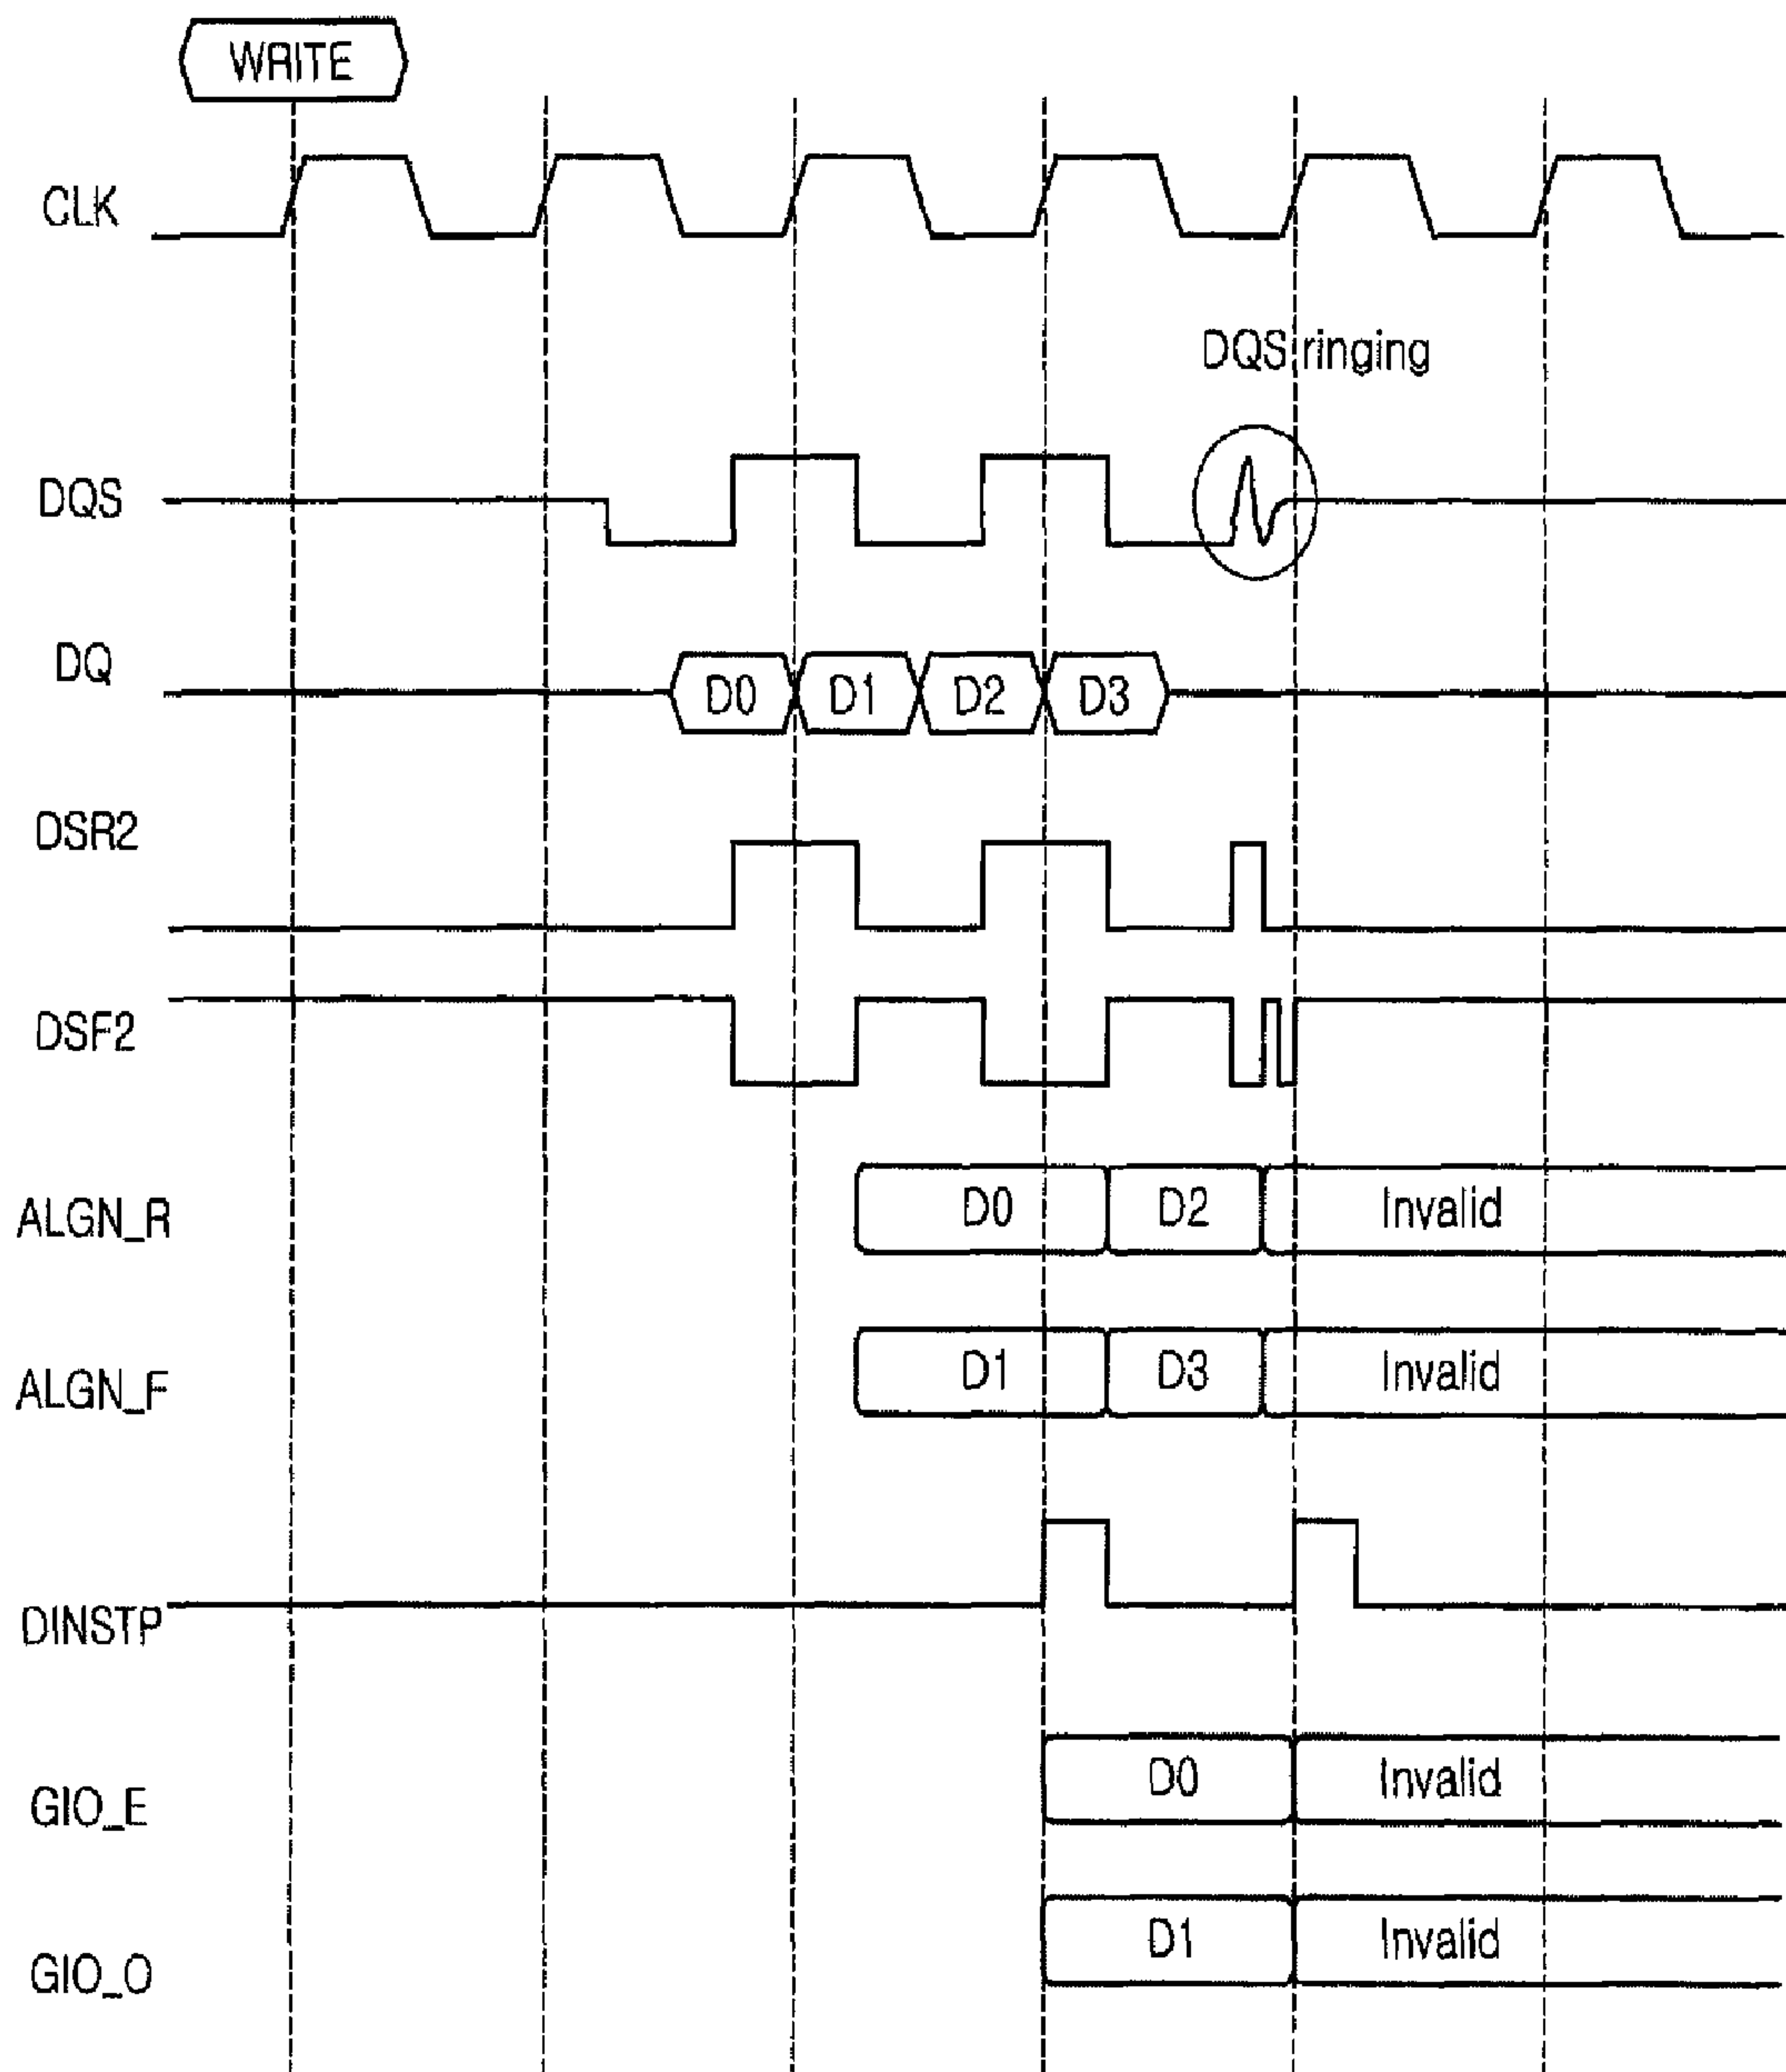 WRITE
CLK
DQS ringing
DQS
DQ
D0 D1 D2 D3
DSR2
DSF2
ALGN_R
D0 D2 Invalid
ALGN_F
D1 D3 Invalid
DINSTP
GIO_E
D0 Invalid
GIO_O
D1 Invalid